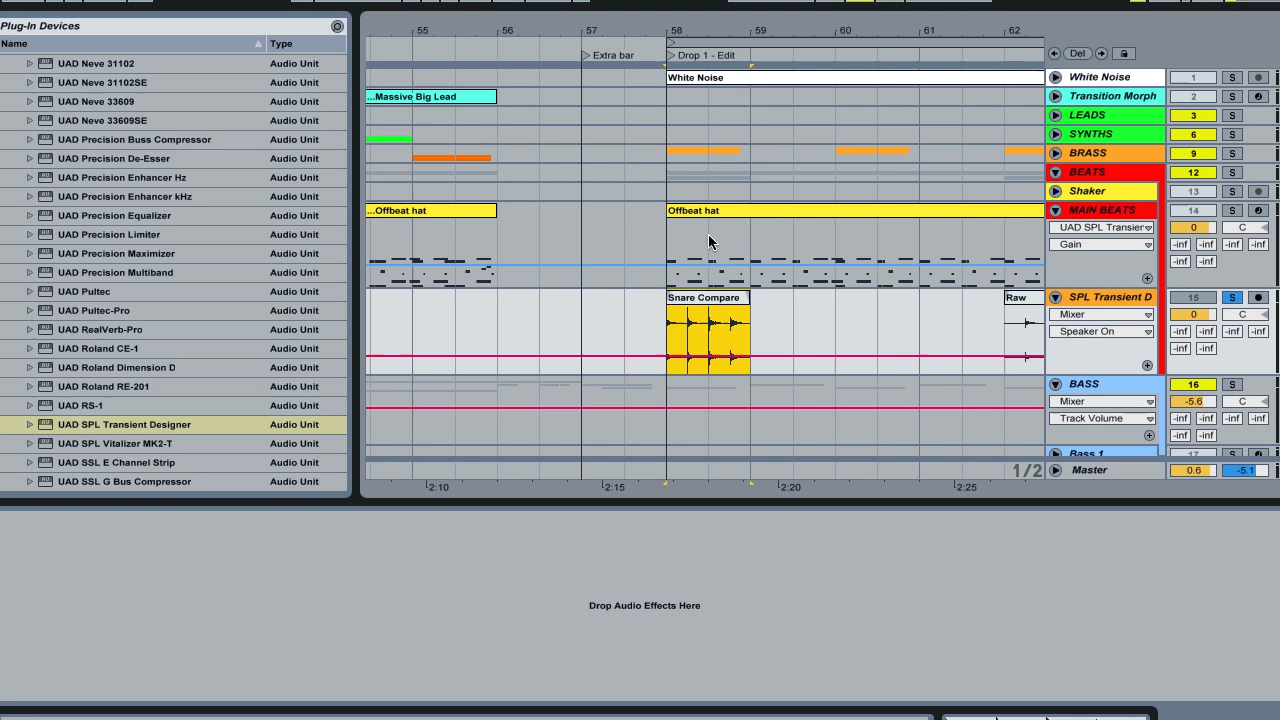 Plug-In Devices
Name Type
UAD Neve 31102 Audio Unit
UAD Neve 31102SE Audio Unit
UAD Neve 33609 Audio Unit
UAD Neve 33609SE Audio Unit
UAD Precision Buss Compressor Audio Unit
UAD Precision De-Esser Audio Unit
UAD Precision Enhancer Hz Audio Unit
UAD Precision Enhancer kHz Audio Unit
UAD Precision Equalizer Audio Unit
UAD Precision Limiter Audio Unit
UAD Precision Maximizer Audio Unit
UAD Precision Multiband Audio Unit
UAD Pultec Audio Unit
UAD Pultec-Pro Audio Unit
UAD RealVerb-Pro Audio Unit
UAD Roland CE-1 Audio Unit
UAD Roland Dimension D Audio Unit
UAD Roland RE-201 Audio Unit
UAD RS-1 Audio Unit
UAD SPL Transient Designer Audio Unit
UAD SPL Vitalizer MK2-T Audio Unit
UAD SSL E Channel Strip Audio Unit
UAD SSL G Bus Compressor Audio Unit
55 56 57 58 59 60 61 62
Extra bar Drop 1 - Edit Del
White Noise White Noise 1 S
...Massive Big Lead Transition Morph 2 S
LEADS 3 S
SYNTHS 6 S
BRASS 9 S
BEATS 12 S
Shaker 13 S
...Offbeat hat Offbeat hat MAIN BEATS 14 S
UAD SPL Transier 0 C
Gain -inf -inf -inf -inf
-inf -inf
Snare Compare Raw SPL Transient D 15 S
Mixer 0 C
Speaker On -inf -inf -inf -inf
-inf -inf
BASS 16 S
Mixer -5.6 C
Track Volume -inf -inf -inf -inf
-inf -inf
Bass 1 17 S
1/2 Master 0.6 -5.1
2:10 2:15 2:20 2:25
Drop Audio Effects Here